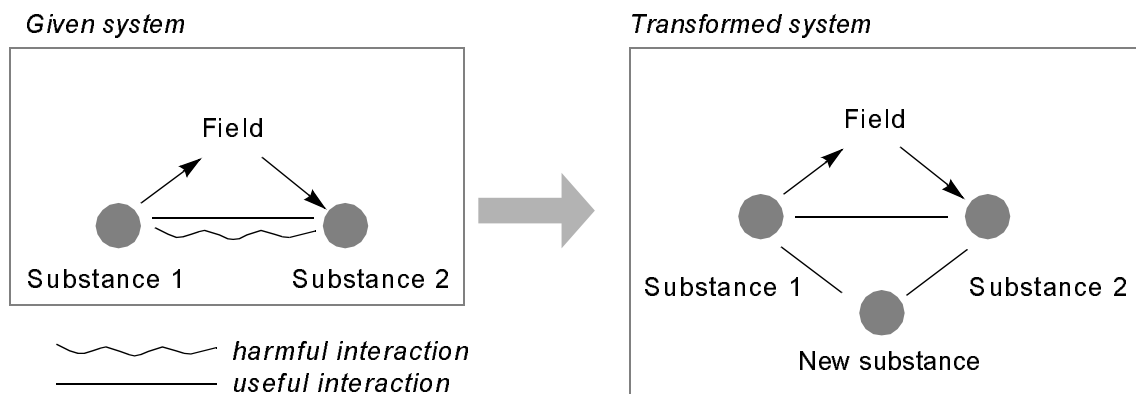 Given system
Field
Substance 1
Substance 2
harmful interaction
useful interaction
Transformed system
Field
Substance 1
Substance 2
New substance